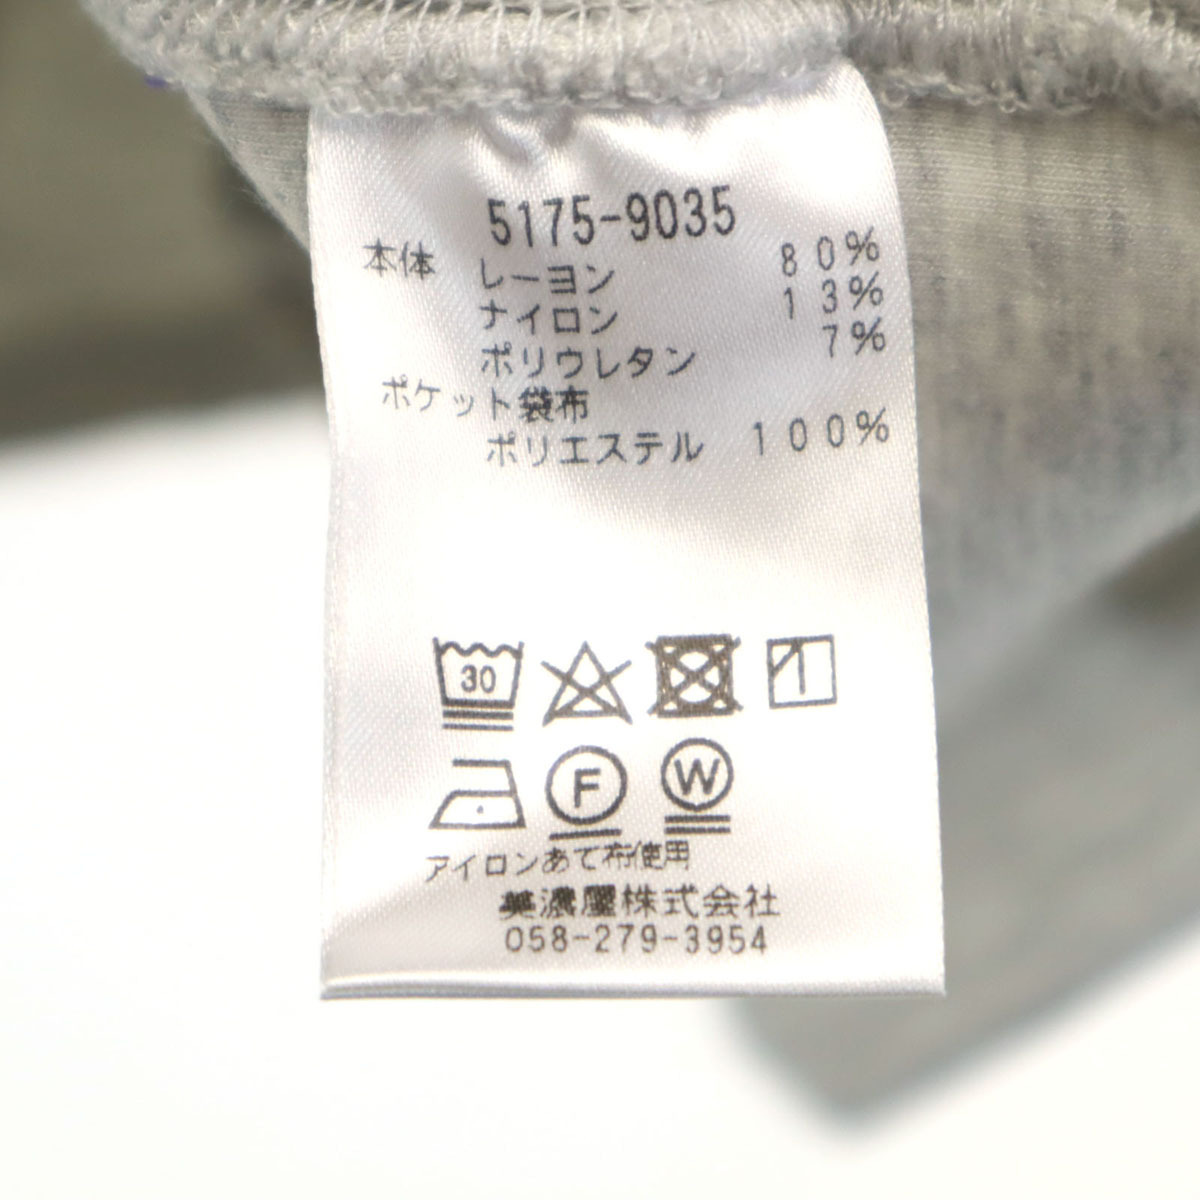 5175-9035
本体 レーヨン 80%
ナイロン 13%
ポリウレタン 7%
ポケット袋布
ポリエステル 100%
30
F W
アイロンあて布使用
美濃屋株式会社
058-279-3954